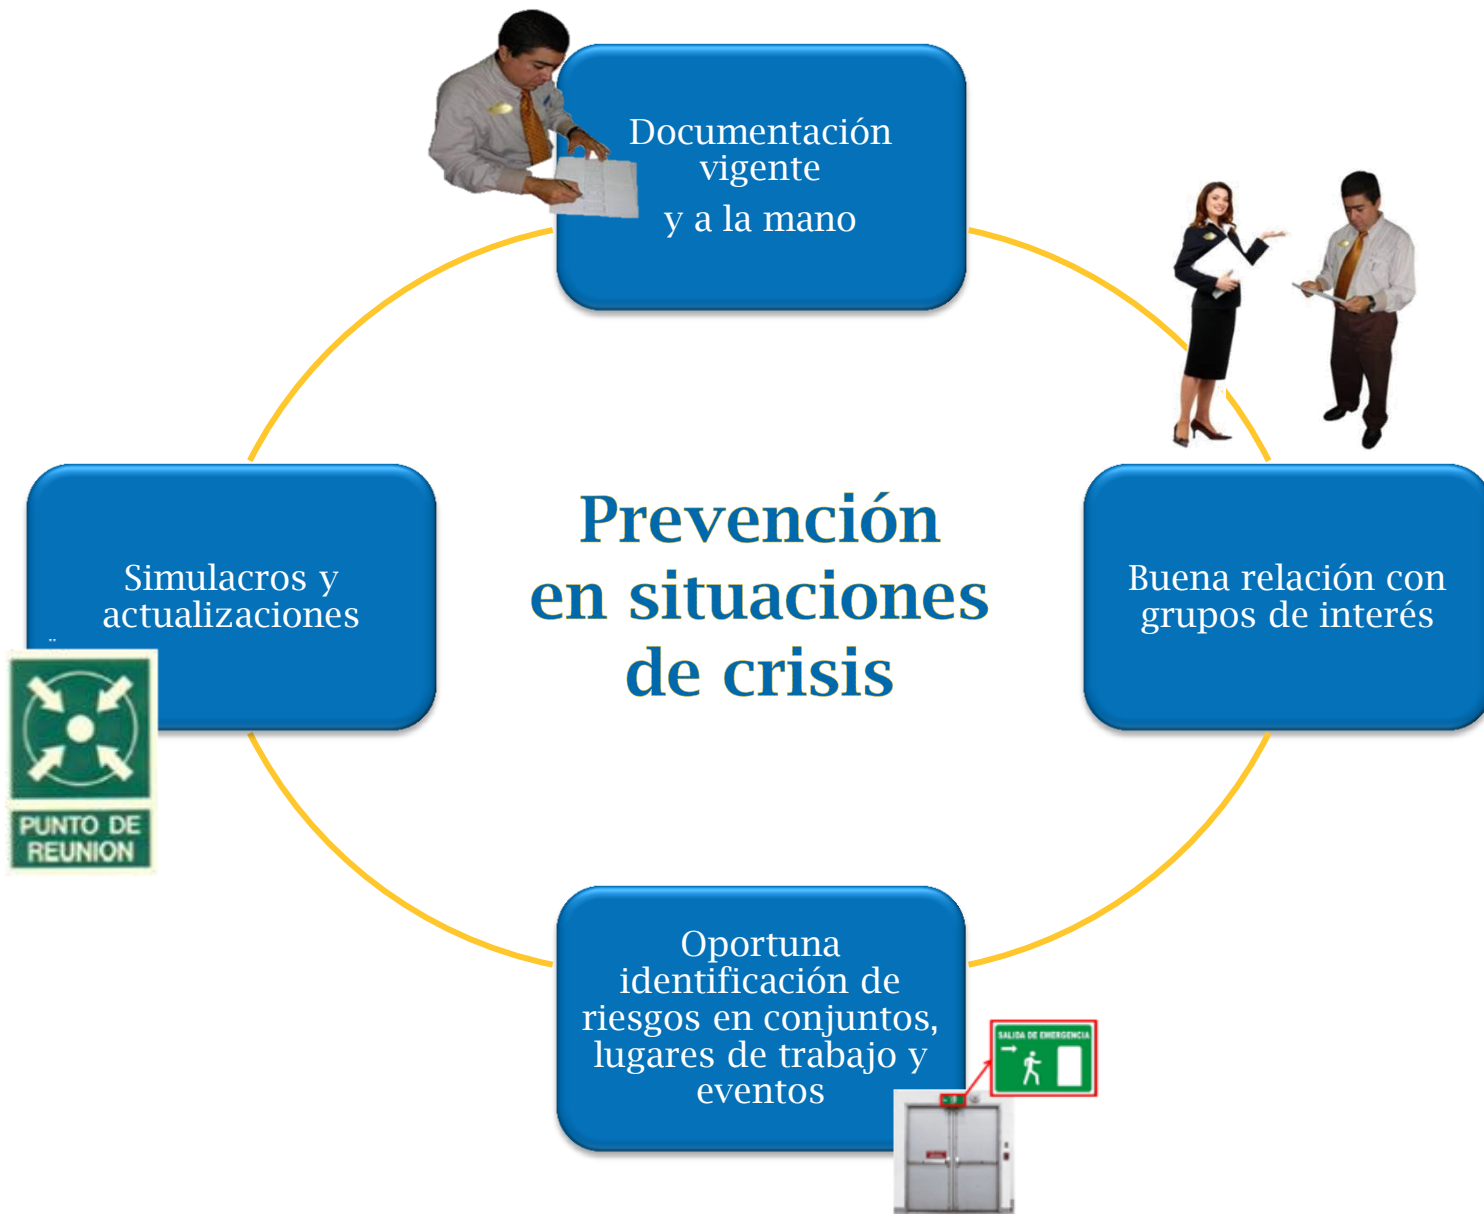 Documentación
vigente
y a la mano
Prevención
en situaciones
de crisis
Simulacros y
actualizaciones
Buena relación con
grupos de interés
PUNTO DE
REUNION
Oportuna
identificación de
riesgos en conjuntos,
lugares de trabajo y
eventos
SALIDA DE EMERGENCIA